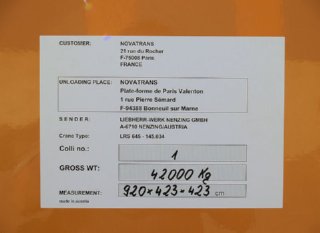 CUSTOMER: NOVATRANS
21 rue du Rocher
F-75008 Paris
FRANCE
UNLOADING PLACE: NOVATRANS
Plate-forme de Paris Valenton
1 rue Pierre Sémard
F-94388 Bonneuil sur Marne
SENDER: LIEBHERR-WERK NENZING GMBH
A-6710 NENZING/AUSTRIA
Crane Type: LRS 645 - 145.034
Colli no.: 1
GROSS WT: 42000 Kg
MEASUREMENT: 920 x 423 x 423 cm
made in austria